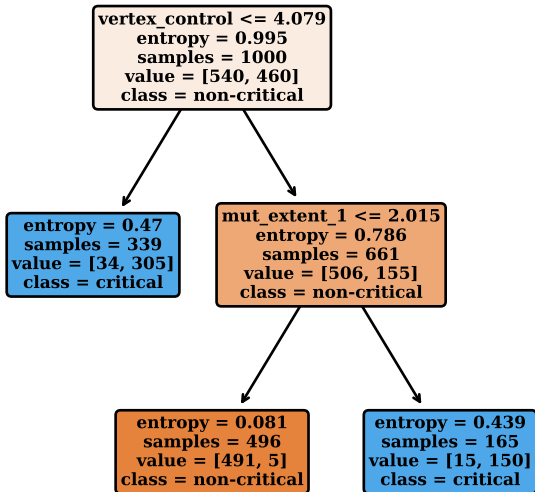 vertex_control <= 4.079
entropy = 0.995
samples = 1000
value = [540, 460]
class = non-critical
entropy = 0.47
samples = 339
value = [34, 305]
class = critical
mut_extent_1 <= 2.015
entropy = 0.786
samples = 661
value = [506, 155]
class = non-critical
entropy = 0.081
samples = 496
value = [491, 5]
class = non-critical
entropy = 0.439
samples = 165
value = [15, 150]
class = critical